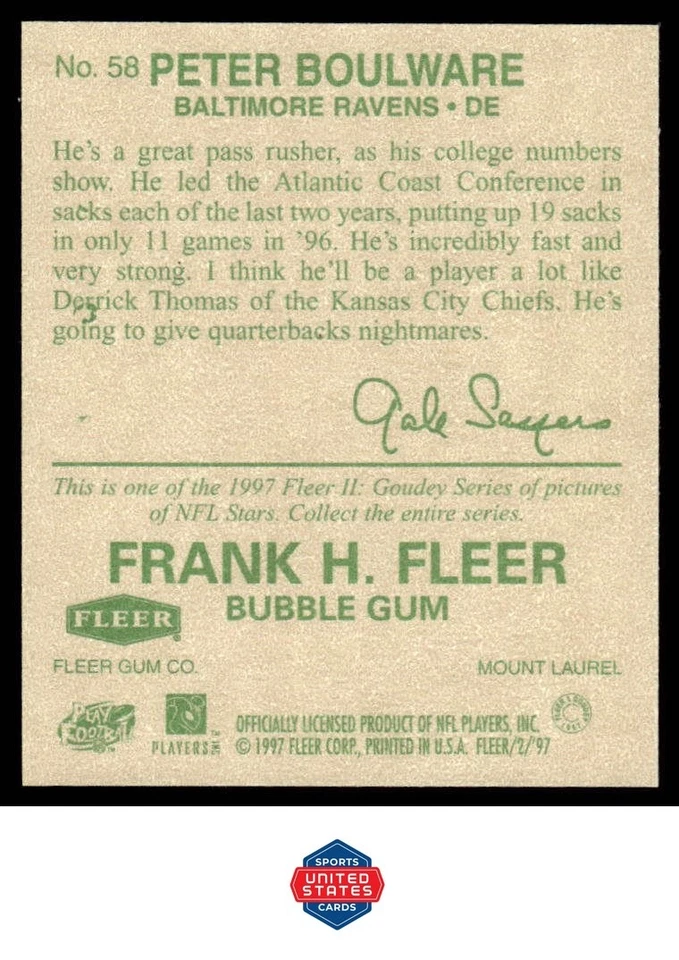 No. 58 PETER BOULWARE
BALTIMORE RAVENS • DE
He's a great pass rusher, as his college numbers
show. He led the Atlantic Coast Conference in
sacks each of the last two years, putting up 19 sacks
in only 11 games in '96. He's incredibly fast and
very strong. I think he'll be a player a lot like
Derrick Thomas of the Kansas City Chiefs. He's
going to give quarterbacks nightmares.
Gale Sayers
This is one of the 1997 Fleer II: Goudey Series of pictures
of NFL Stars. Collect the entire series.
FRANK H. FLEER
BUBBLE GUM
FLEER
FLEER GUM CO.
MOUNT LAUREL
PLAY
FOOTBALL
PLAYERS INC
OFFICIALLY LICENSED PRODUCT OF NFL PLAYERS, INC.
© 1997 FLEER CORP., PRINTED IN U.S.A. FLEER/2/'97
SPORTS
UNITED
STATES
CARDS